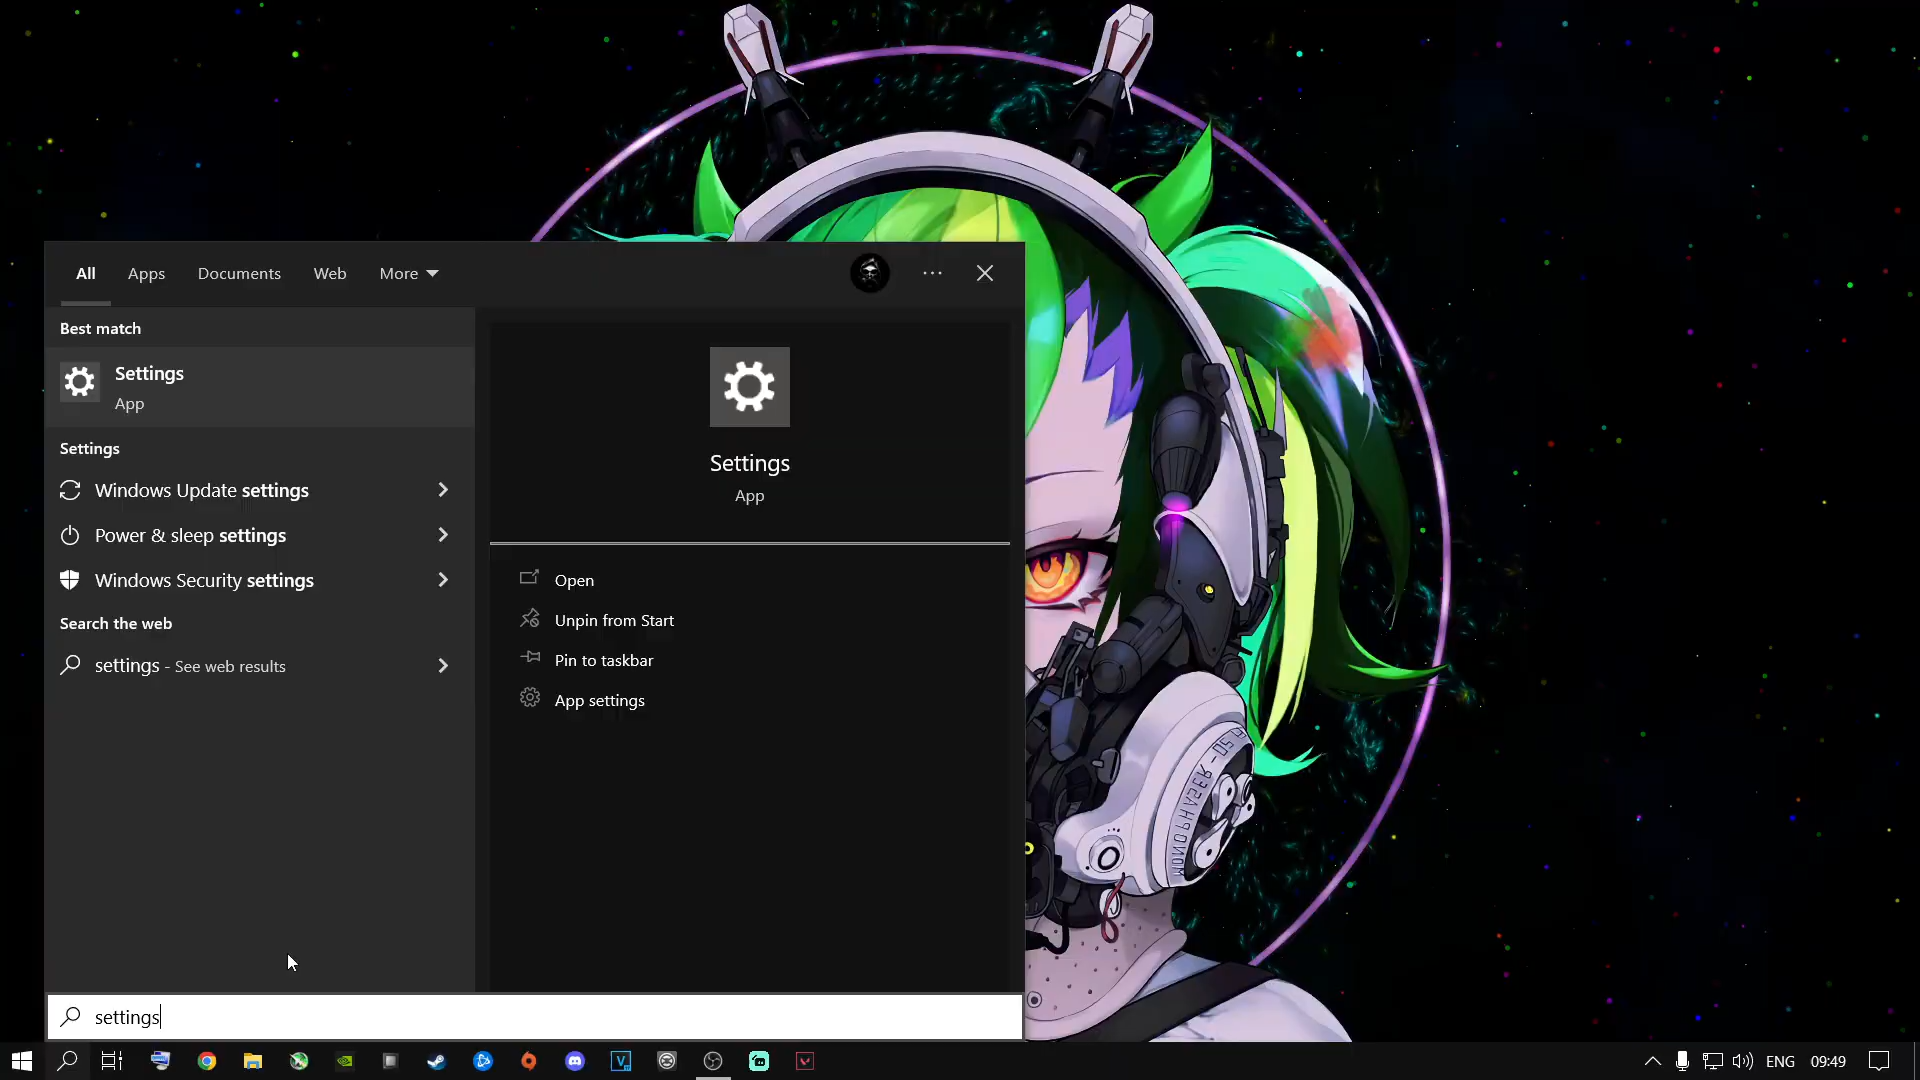 All Apps Documents Web More
Best match
Settings
App
Settings
Windows Update settings
Power & sleep settings
Windows Security settings
Search the web
settings - See web results
Settings
App
Open
Unpin from Start
Pin to taskbar
App settings
MONOPHASER - DS
settings
ENG 09:49